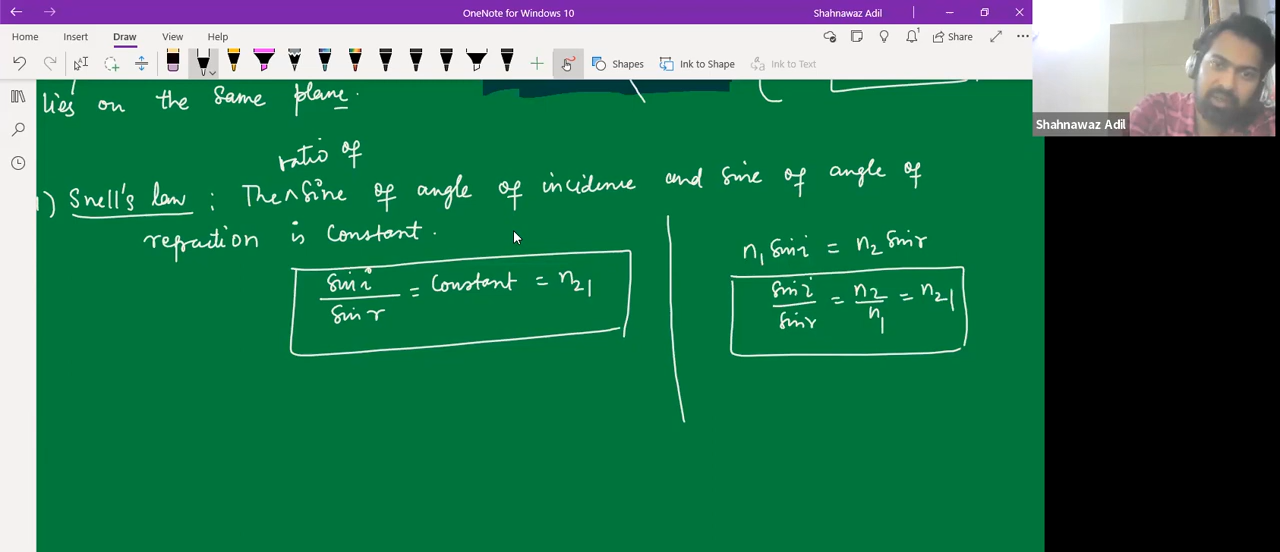 OneNote for Windows 10
Shahnawaz Adil
Home Insert Draw View Help
Share
Shapes Ink to Shape Ink to Text
Shahnawaz Adil
lies on the same plane.
ratio of
) Snell's law : The ^ Sine of angle of incidence and sine of angle of
refraction is constant.
sin i / sin r = Constant = n₂₁
n₁ sin i = n₂ sin r
sin i / sin r = n₂ / n₁ = n₂₁